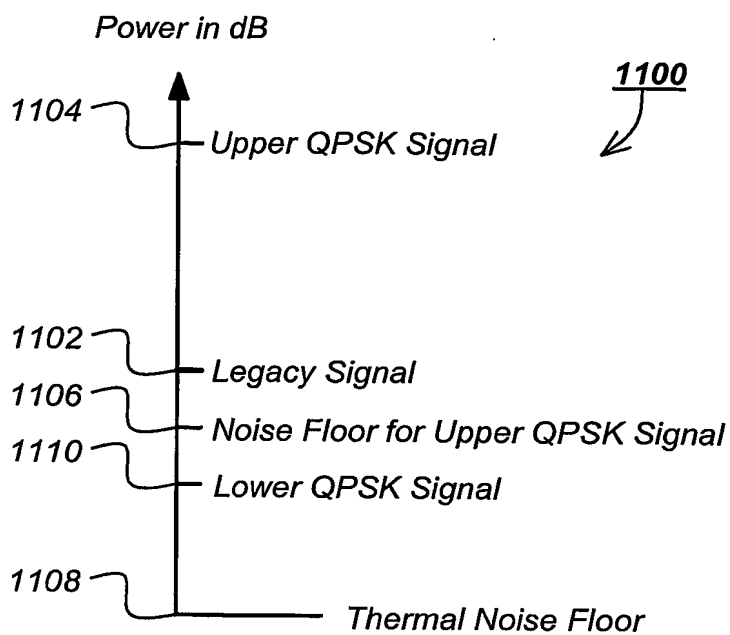 Power in dB
1100
1104
Upper QPSK Signal
1102
Legacy Signal
1106
Noise Floor for Upper QPSK Signal
1110
Lower QPSK Signal
1108
Thermal Noise Floor